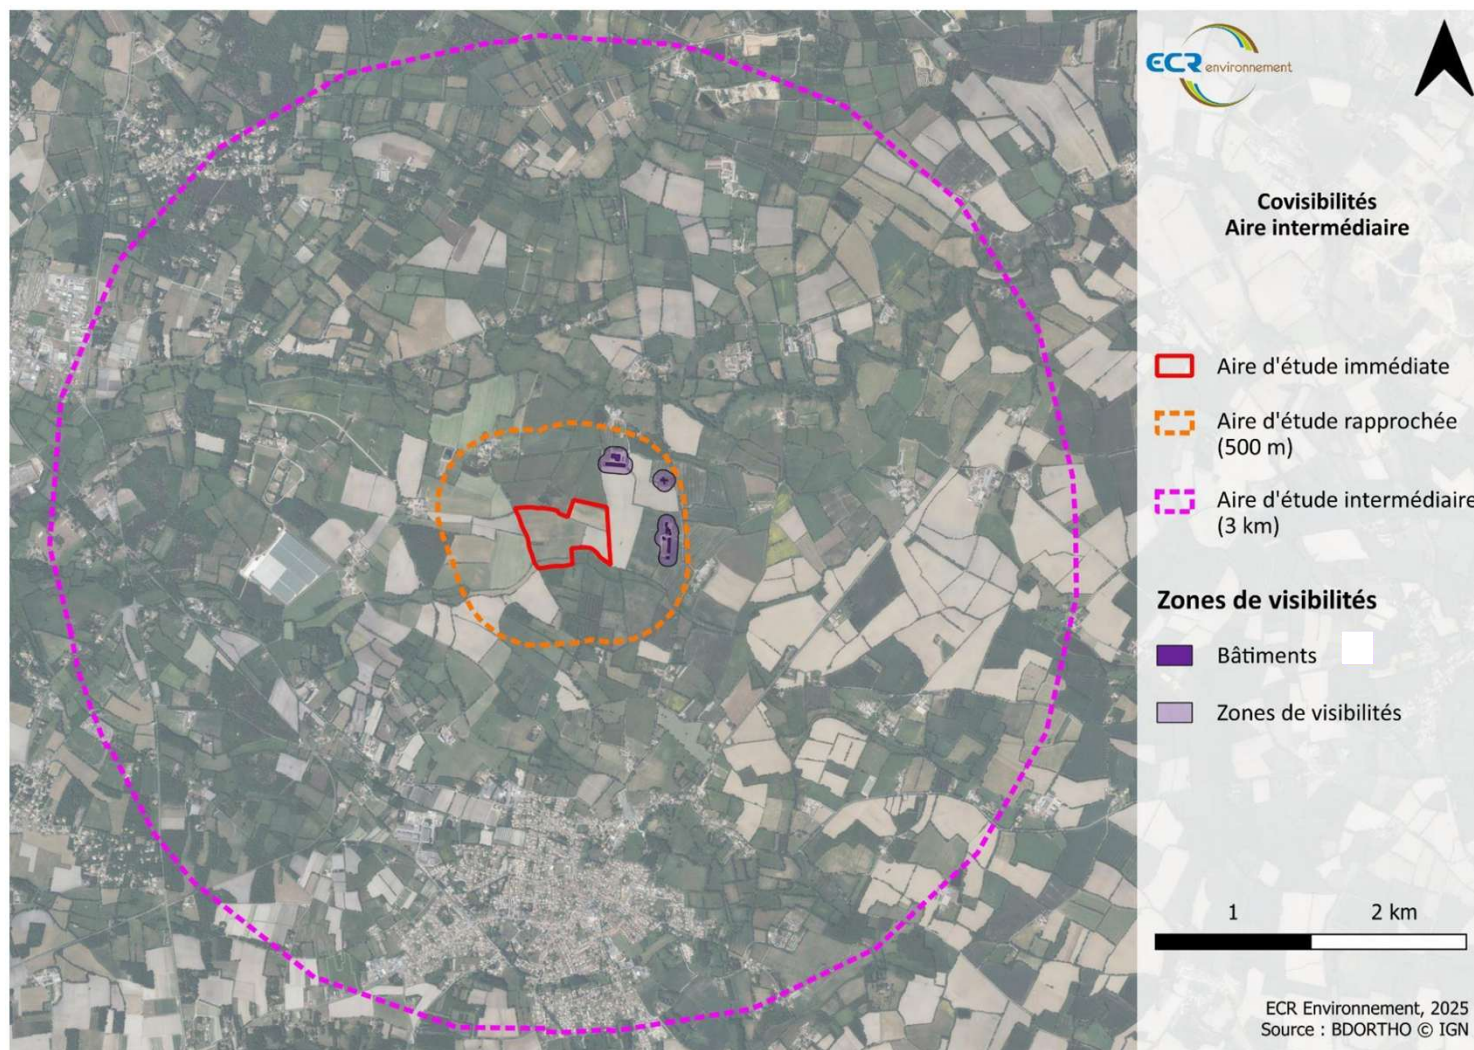 ECR environnement
Covisibilités
Aire intermédiaire
Aire d'étude immédiate
Aire d'étude rapprochée
(500 m)
Aire d'étude intermédiaire
(3 km)
Zones de visibilités
Bâtiments
Zones de visibilités
1 2 km
ECR Environnement, 2025
Source : BDORTHO © IGN